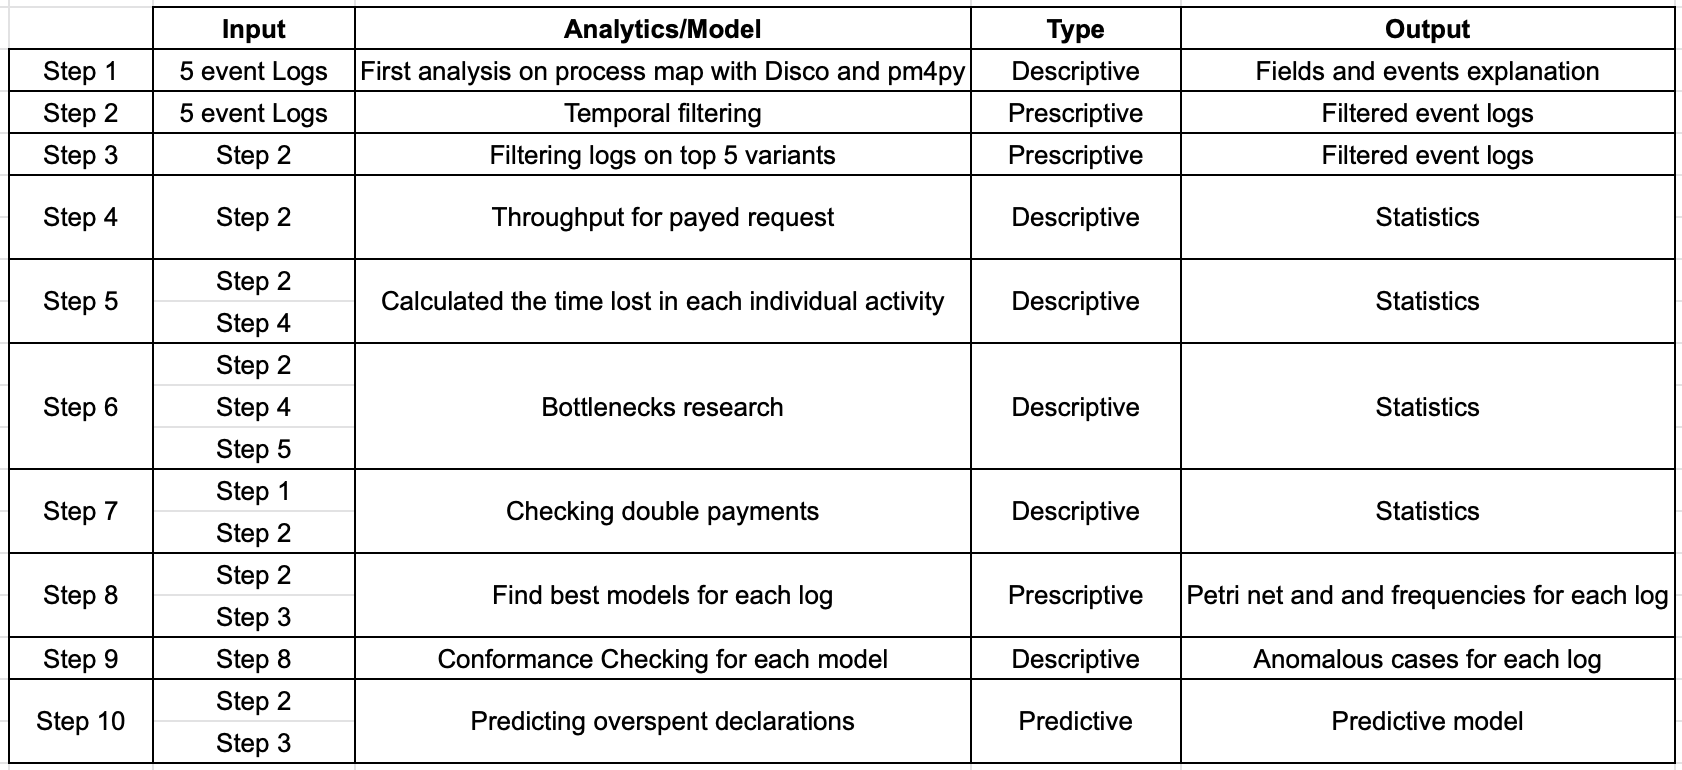 Input Analytics/Model Type Output
Step 1 5 event Logs First analysis on process map with Disco and pm4py Descriptive Fields and events explanation
Step 2 5 event Logs Temporal filtering Prescriptive Filtered event logs
Step 3 Step 2 Filtering logs on top 5 variants Prescriptive Filtered event logs
Step 4 Step 2 Throughput for payed request Descriptive Statistics
Step 5 Step 2 Calculated the time lost in each individual activity Descriptive Statistics
Step 4
Step 6 Step 2 Bottlenecks research Descriptive Statistics
Step 4
Step 5
Step 7 Step 1 Checking double payments Descriptive Statistics
Step 2
Step 8 Step 2 Find best models for each log Prescriptive Petri net and and frequencies for each log
Step 3
Step 9 Step 8 Conformance Checking for each model Descriptive Anomalous cases for each log
Step 10 Step 2 Predicting overspent declarations Predictive Predictive model
Step 3